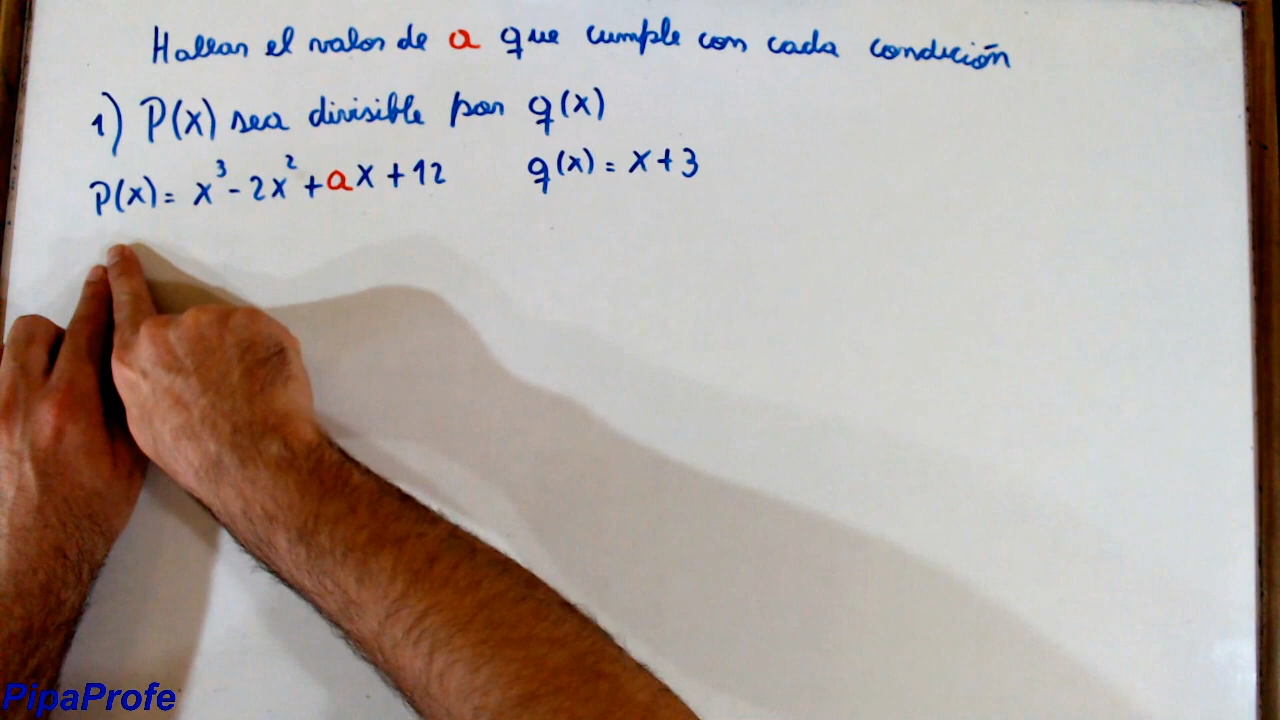 Hallar el valor de a que cumple con cada condición
1) P(x) sea divisible por q(x)
P(x) = x³ - 2x² + ax + 12 q(x) = x + 3
PipaProfe